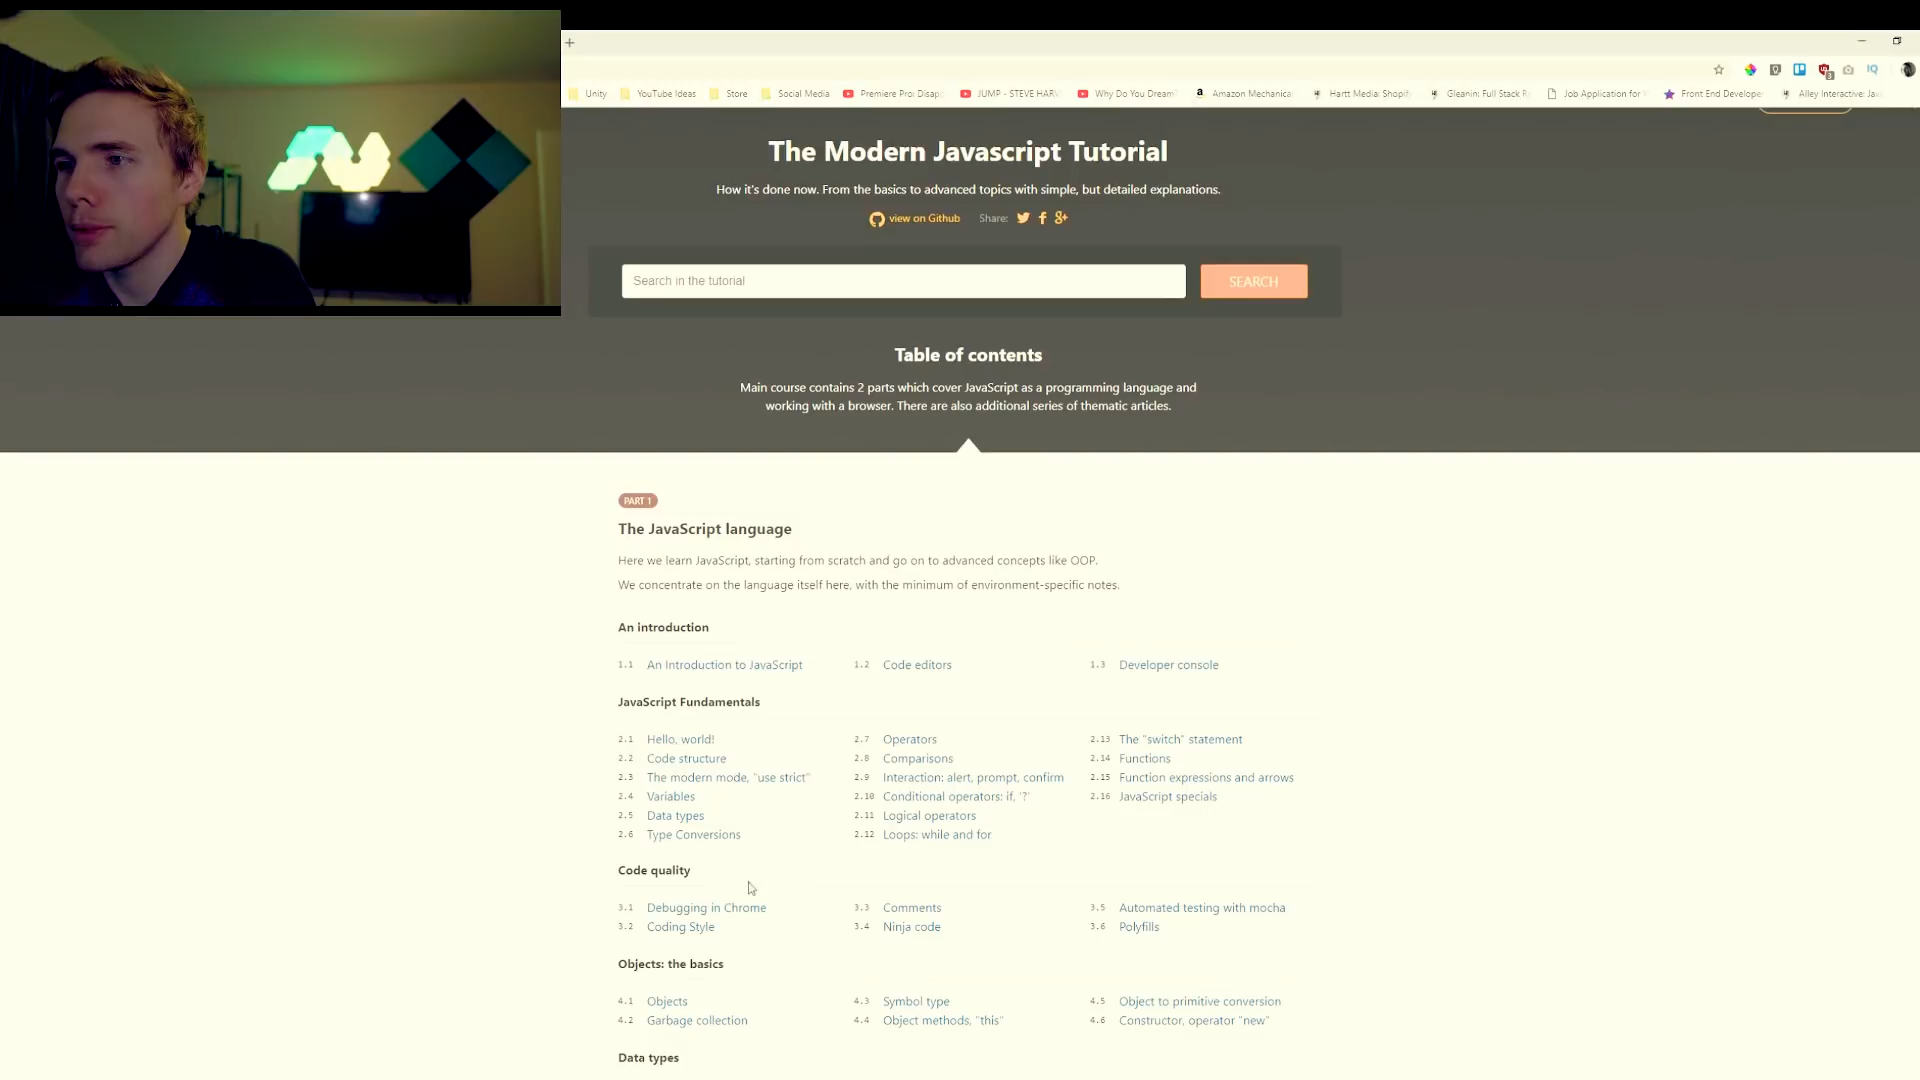 Unity
YouTube Ideas
Store
Social Media
Premiere Pro: Disap
JUMP - STEVE HARV
Why Do You Dream?
Amazon Mechanica
Hartt Media: Shopif
Gleanin: Full Stack
Job Application for
Front End Develope
Alley Interactive: Jav
IQ
3
The Modern Javascript Tutorial
How it's done now. From the basics to advanced topics with simple, but detailed explanations.
view on Github
Share:
Search in the tutorial
SEARCH
Table of contents
Main course contains 2 parts which cover JavaScript as a programming language and
working with a browser. There are also additional series of thematic articles.
PART 1
The JavaScript language
Here we learn JavaScript, starting from scratch and go on to advanced concepts like OOP.
We concentrate on the language itself here, with the minimum of environment-specific notes.
An introduction
1.1 An Introduction to JavaScript
1.2 Code editors
1.3 Developer console
JavaScript Fundamentals
2.1 Hello, world!
2.2 Code structure
2.3 The modern mode, "use strict"
2.4 Variables
2.5 Data types
2.6 Type Conversions
2.7 Operators
2.8 Comparisons
2.9 Interaction: alert, prompt, confirm
2.10 Conditional operators: if, '?'
2.11 Logical operators
2.12 Loops: while and for
2.13 The "switch" statement
2.14 Functions
2.15 Function expressions and arrows
2.16 JavaScript specials
Code quality
3.1 Debugging in Chrome
3.2 Coding Style
3.3 Comments
3.4 Ninja code
3.5 Automated testing with mocha
3.6 Polyfills
Objects: the basics
4.1 Objects
4.2 Garbage collection
4.3 Symbol type
4.4 Object methods, "this"
4.5 Object to primitive conversion
4.6 Constructor, operator "new"
Data types